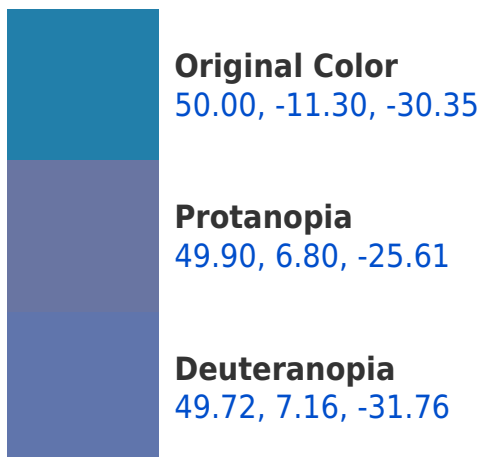 Original Color
50.00, -11.30, -30.35
Protanopia
49.90, 6.80, -25.61
Deuteranopia
49.72, 7.16, -31.76